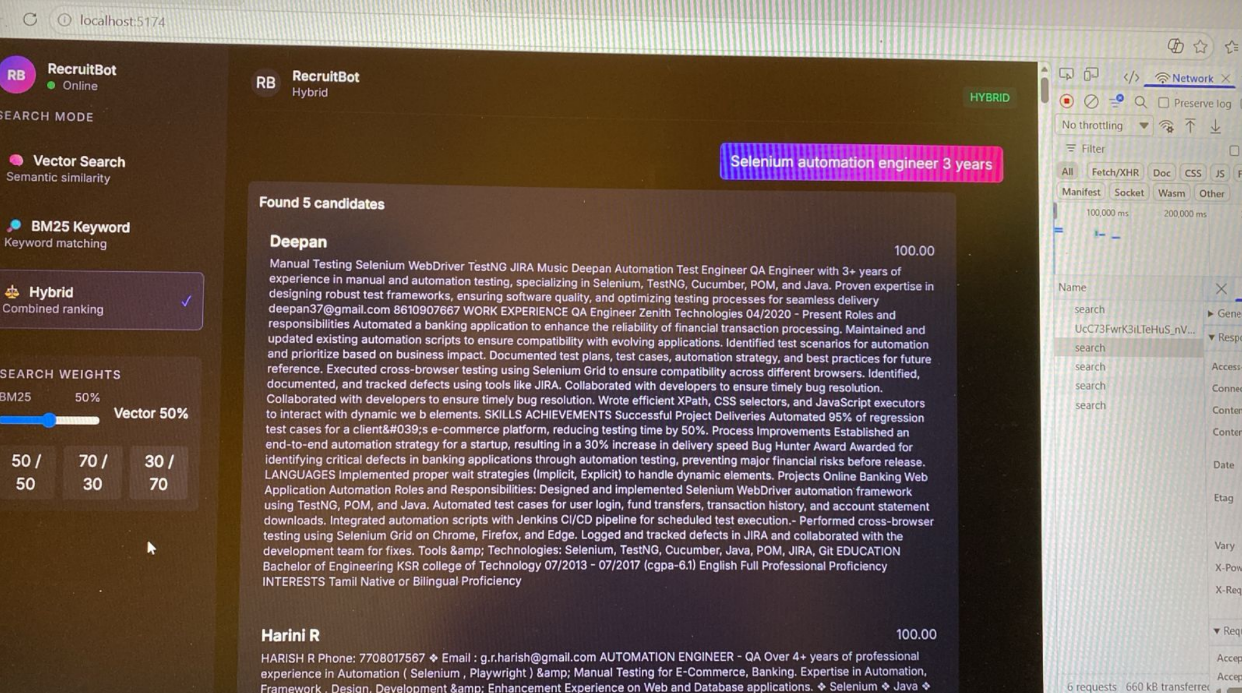 localhost:5174
RB
RecruitBot
Online
SEARCH MODE
Vector Search
Semantic similarity
BM25 Keyword
Keyword matching
Hybrid
Combined ranking
SEARCH WEIGHTS
BM25 50%
Vector 50%
50 / 50
70 / 30
30 / 70
RB
RecruitBot
Hybrid
HYBRID
Selenium automation engineer 3 years
Found 5 candidates
Deepan
100.00
Manual Testing Selenium WebDriver TestNG JIRA Music Deepan Automation Test Engineer QA Engineer with 3+ years of
experience in manual and automation testing, specializing in Selenium, TestNG, Cucumber, POM, and Java. Proven expertise in
designing robust test frameworks, ensuring software quality, and optimizing testing processes for seamless delivery
deepan37@gmail.com 8610907667 WORK EXPERIENCE QA Engineer Zenith Technologies 04/2020 - Present Roles and
responsibilities Automated a banking application to enhance the reliability of financial transaction processing. Maintained and
updated existing automation scripts to ensure compatibility with evolving applications. Identified test scenarios for automation
and prioritize based on business impact. Documented test plans, test cases, automation strategy, and best practices for future
reference. Executed cross-browser testing using Selenium Grid to ensure compatibility across different browsers. Identified,
documented, and tracked defects using tools like JIRA. Collaborated with developers to ensure timely bug resolution.
Collaborated with developers to ensure timely bug resolution. Wrote efficient XPath, CSS selectors, and JavaScript executors
to interact with dynamic we b elements. SKILLS ACHIEVEMENTS Successful Project Deliveries Automated 95% of regression
test cases for a client&#039;s e-commerce platform, reducing testing time by 50%. Process Improvements Established an
end-to-end automation strategy for a startup, resulting in a 30% increase in delivery speed Bug Hunter Award Awarded for
identifying critical defects in banking applications through automation testing, preventing major financial risks before release.
LANGUAGES Implemented proper wait strategies (Implicit, Explicit) to handle dynamic elements. Projects Online Banking Web
Application Automation Roles and Responsibilities: Designed and implemented Selenium WebDriver automation framework
using TestNG, POM, and Java. Automated test cases for user login, fund transfers, transaction history, and account statement
downloads. Integrated automation scripts with Jenkins CI/CD pipeline for scheduled test execution.- Performed cross-browser
testing using Selenium Grid on Chrome, Firefox, and Edge. Logged and tracked defects in JIRA and collaborated with the
development team for fixes. Tools &amp; Technologies: Selenium, TestNG, Cucumber, Java, POM, JIRA, Git EDUCATION
Bachelor of Engineering KSR college of Technology 07/2013 - 07/2017 (cgpa-6.1) English Full Professional Proficiency
INTERESTS Tamil Native or Bilingual Proficiency
Harini R
100.00
HARISH R Phone: 7708017567 ❖ Email : g.r.harish@gmail.com AUTOMATION ENGINEER - QA Over 4+ years of professional
experience in Automation ( Selenium , Playwright ) &amp; Manual Testing for E-Commerce, Banking. Expertise in Automation,
Framework , Design, Development &amp; Enhancement Experience on Web and Database applications. ❖ Selenium ❖ Java ❖
Network
Preserve log
No throttling
Filter
All Fetch/XHR Doc CSS JS
Manifest Socket Wasm Other
100,000 ms 200,000 ms
Name
search
UcC73FwrK3iLTeHuS_nV...
search
search
search
search
Gene
Respo
Access
Conne
Conten
Conten
Date
Etag
Vary
X-Pow
X-Req
Requ
Accep
Accep
6 requests 660 kB transferre